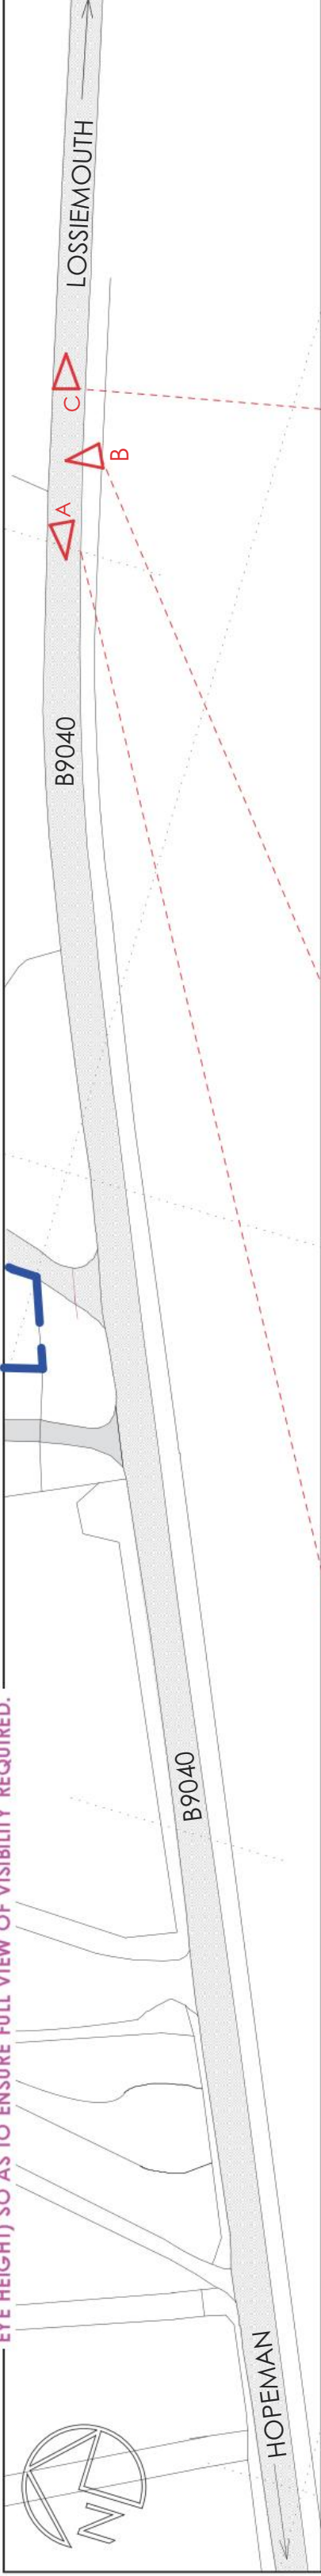 EYE HEIGHT) SO AS TO ENSURE FULL VIEW OF VISIBILITY REQUIRED.
LOSSIEMOUTH
C
B
A
B9040
B9040
HOPEMAN
N